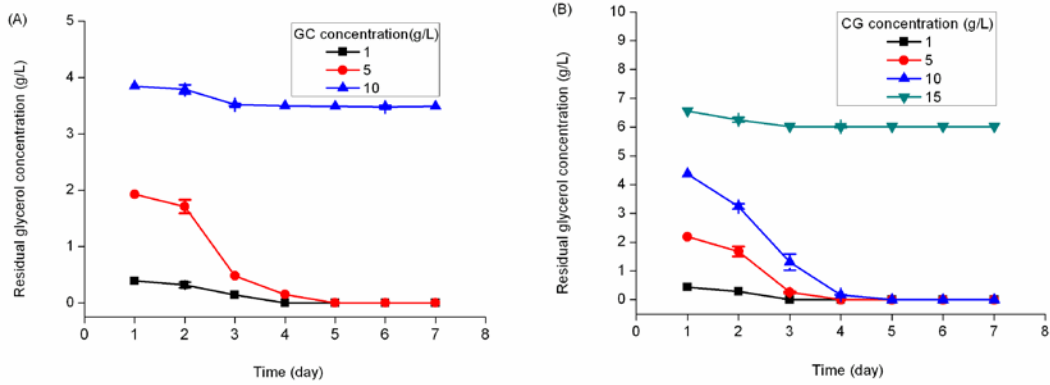 (A)
GC concentration(g/L)
1
5
10
Residual glycerol concentration (g/L)
5
4
3
2
1
0
0 1 2 3 4 5 6 7 8
Time (day)
(B)
CG concentration (g/L)
1
5
10
15
Residual glycerol concentration (g/L)
10
9
8
7
6
5
4
3
2
1
0
0 1 2 3 4 5 6 7 8
Time (day)